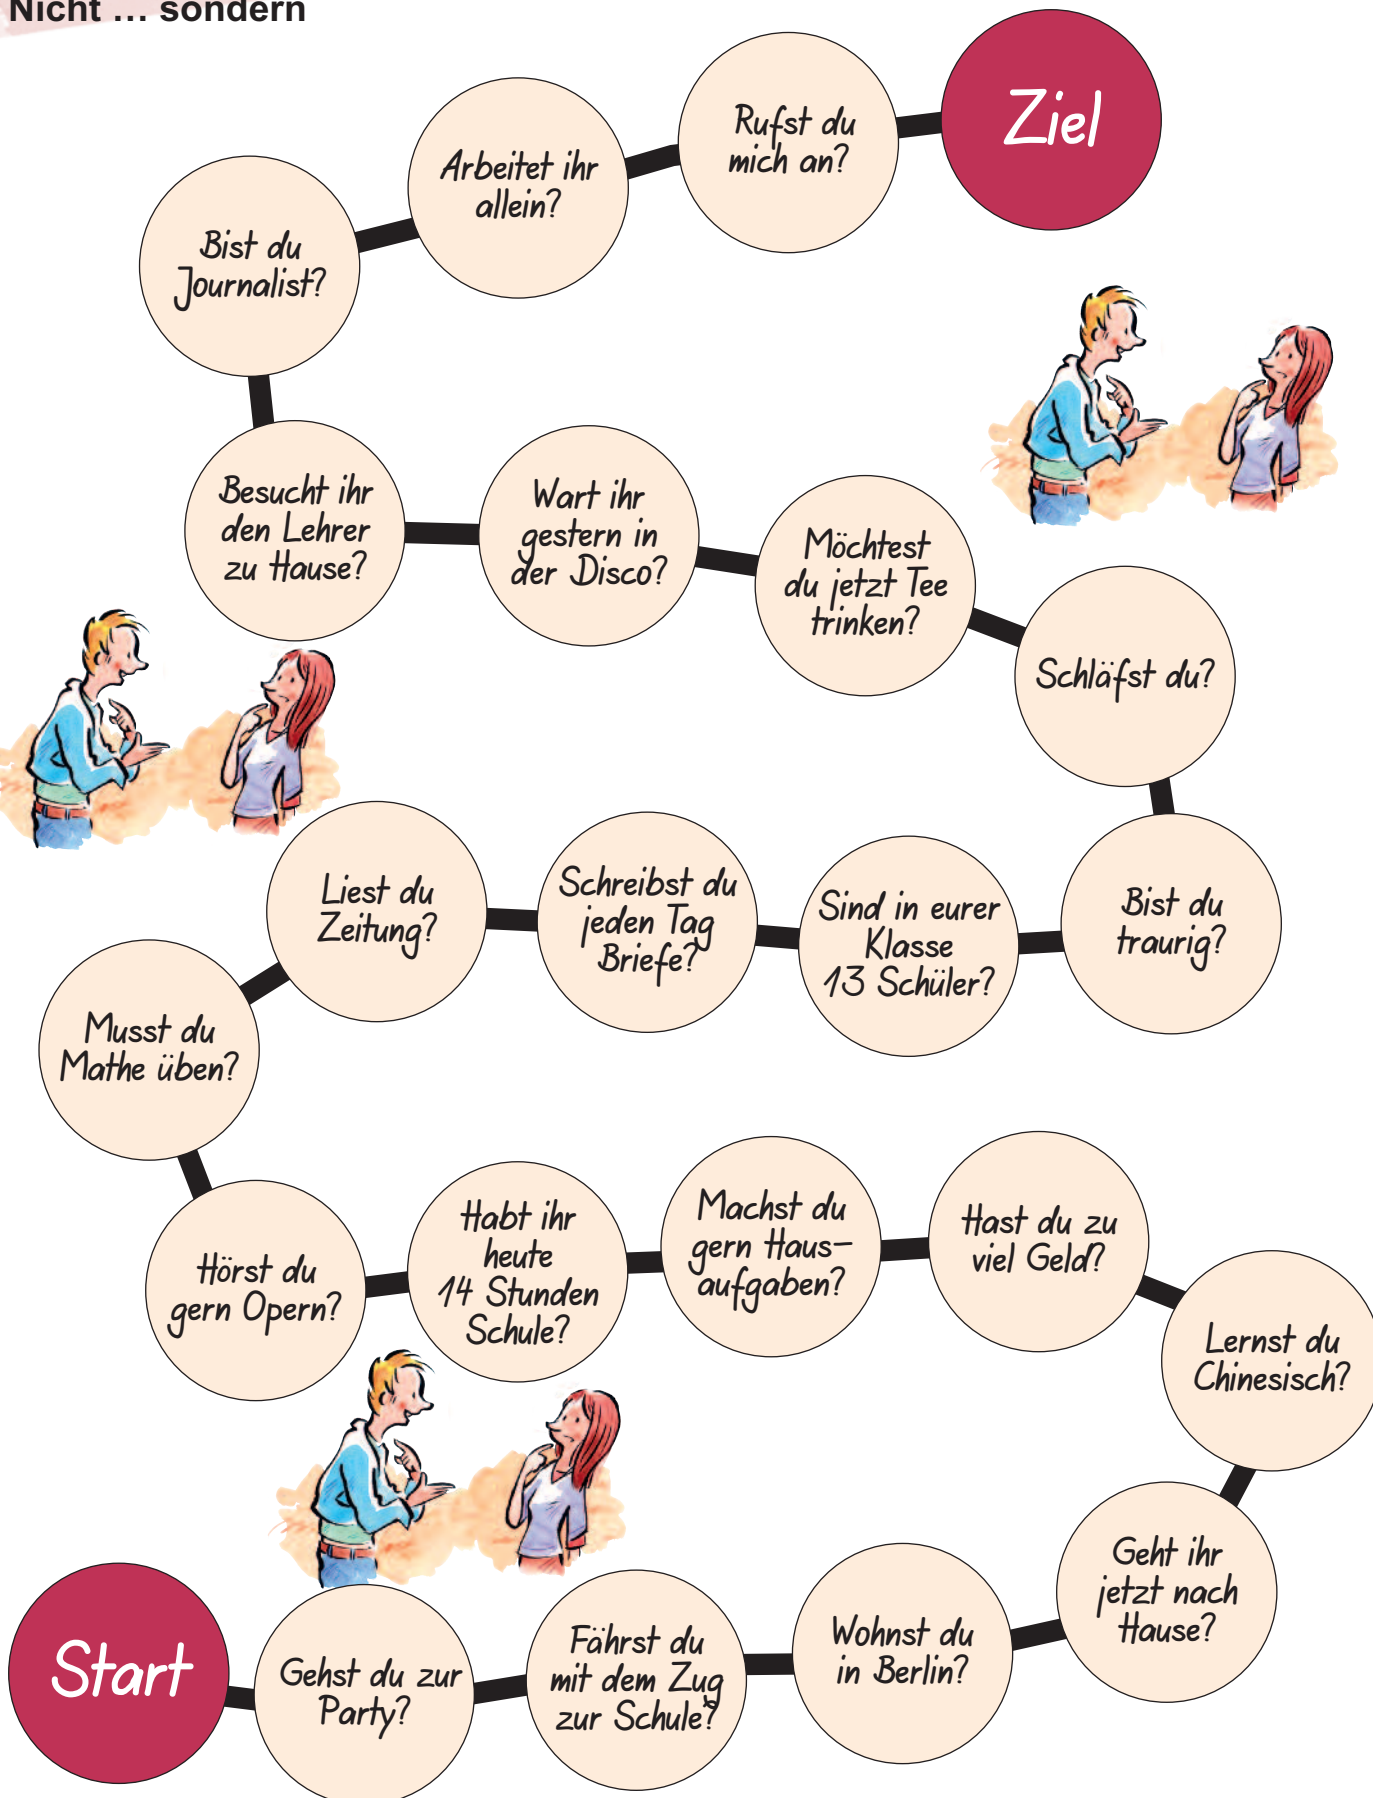 Nicht ... sondern
Ziel
Rufst du
mich an?
Arbeitet ihr
allein?
Bist du
Journalist?
Besucht ihr
den Lehrer
zu Hause?
Wart ihr
gestern in
der Disco?
Möchtest
du jetzt Tee
trinken?
Schläfst du?
Bist du
traurig?
Sind in eurer
Klasse
13 Schüler?
Schreibst du
jeden Tag
Briefe?
Liest du
Zeitung?
Musst du
Mathe üben?
Hörst du
gern Opern?
Habt ihr
heute
14 Stunden
Schule?
Machst du
gern Haus-
aufgaben?
Hast du zu
viel Geld?
Lernst du
Chinesisch?
Geht ihr
jetzt nach
Hause?
Wohnst du
in Berlin?
Fährst du
mit dem Zug
zur Schule?
Gehst du zur
Party?
Start